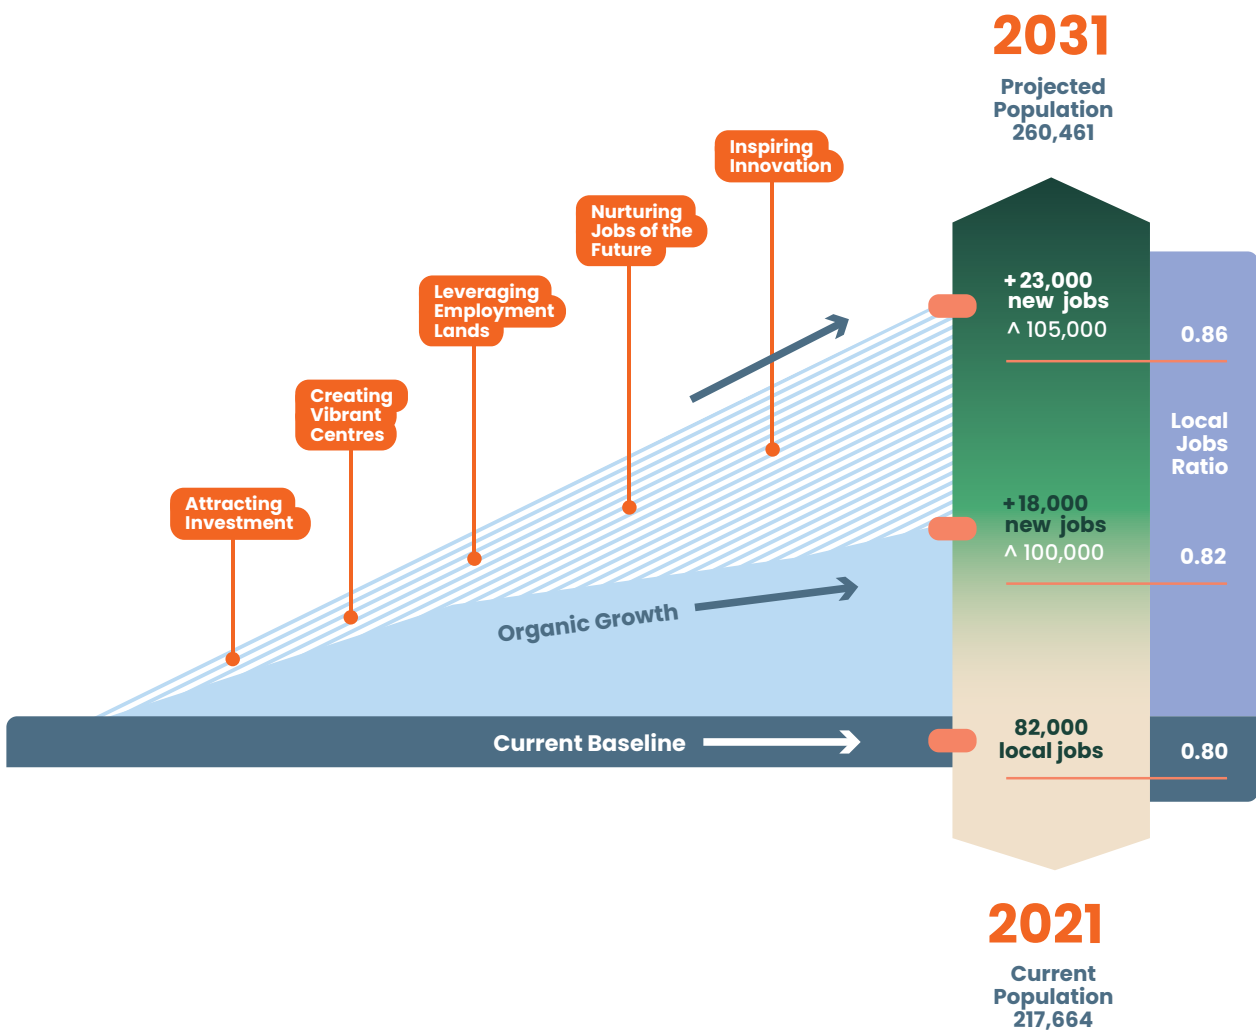 2031
Projected
Population
260,461
Inspiring
Innovation
Nurturing
Jobs of the
Future
Leveraging
Employment
Lands
Creating
Vibrant
Centres
Attracting
Investment
+23,000
new jobs
^ 105,000
0.86
Local
Jobs
Ratio
+18,000
new jobs
^ 100,000
0.82
Organic Growth
Current Baseline
82,000
local jobs
0.80
2021
Current
Population
217,664